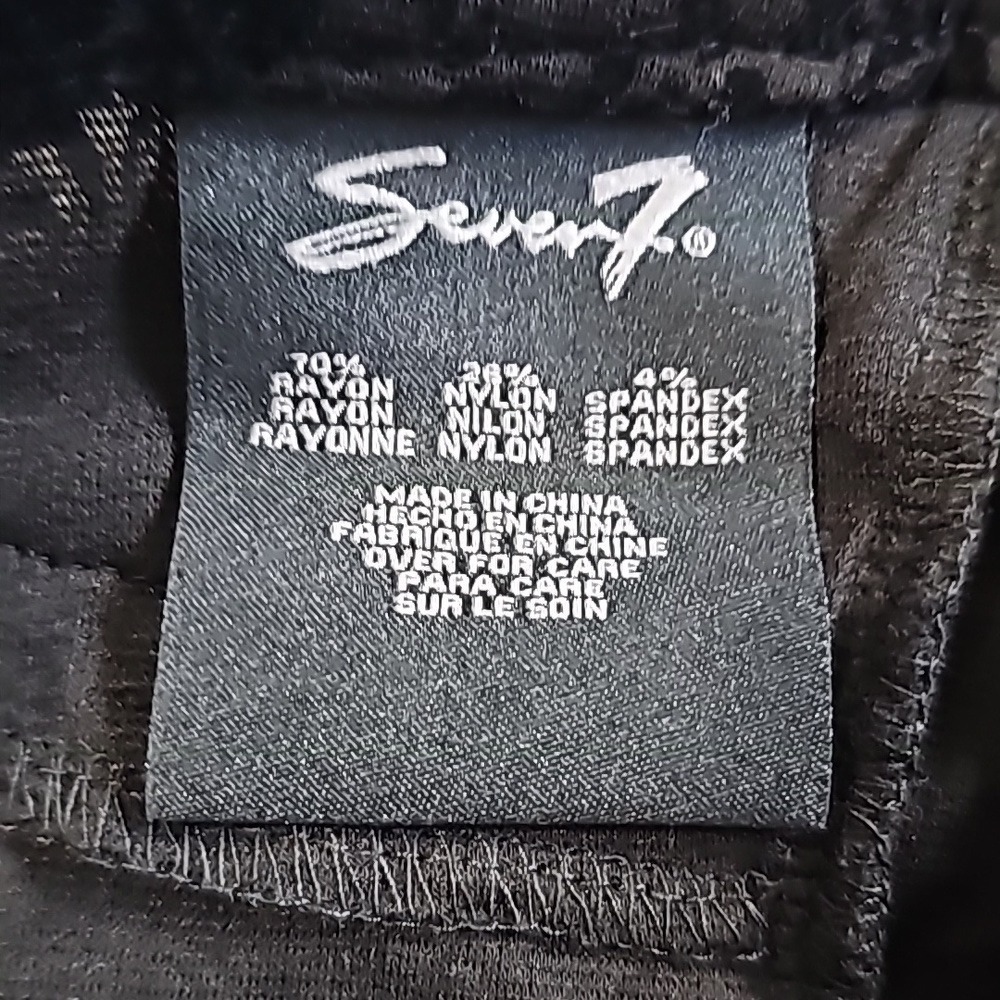 Seven7.®
70% 26% 4%
RAYON NYLON SPANDEX
RAYON NILON SPANDEX
RAYONNE NYLON SPANDEX
MADE IN CHINA
HECHO EN CHINA
FABRIQUE EN CHINE
OVER FOR CARE
PARA CARE
SUR LE SOIN